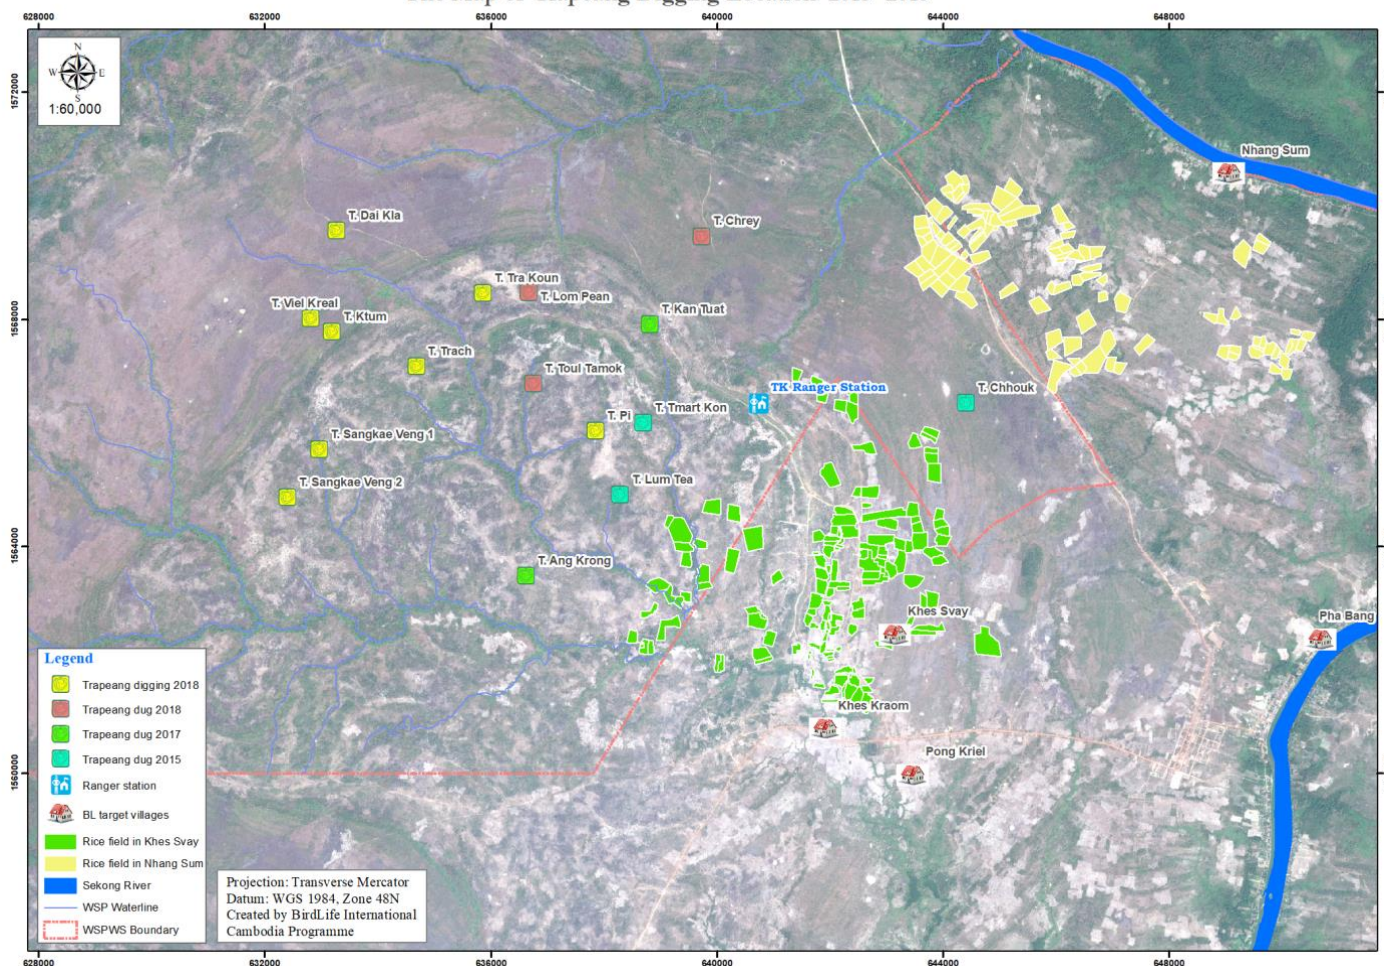 628000 632000 636000 640000 644000 648000
N
W E
S
1:60,000
1572000
1568000
1564000
1560000
Nhang Sum
T. Dai Kla
T. Chrey
T. Tra Koun
T. Lom Pean
T. Viel Kreal
T. Ktum
T. Kan Tuat
T. Trach
T. Toul Tamok
TK Ranger Station
T. Chhouk
T. Pi
T. Tmart Kon
T. Sangkae Veng 1
T. Sangkae Veng 2
T. Lum Tea
T. Ang Krong
Khes Svay
Pha Bang
Khes Kraom
Pong Kriel
Legend
Trapeang digging 2018
Trapeang dug 2018
Trapeang dug 2017
Trapeang dug 2015
Ranger station
BL target villages
Rice field in Khes Svay
Rice field in Nhang Sum
Sekong River
WSP Waterline
WSPWS Boundary
Projection: Transverse Mercator
Datum: WGS 1984, Zone 48N
Created by BirdLife International
Cambodia Programme
628000 632000 636000 640000 644000 648000